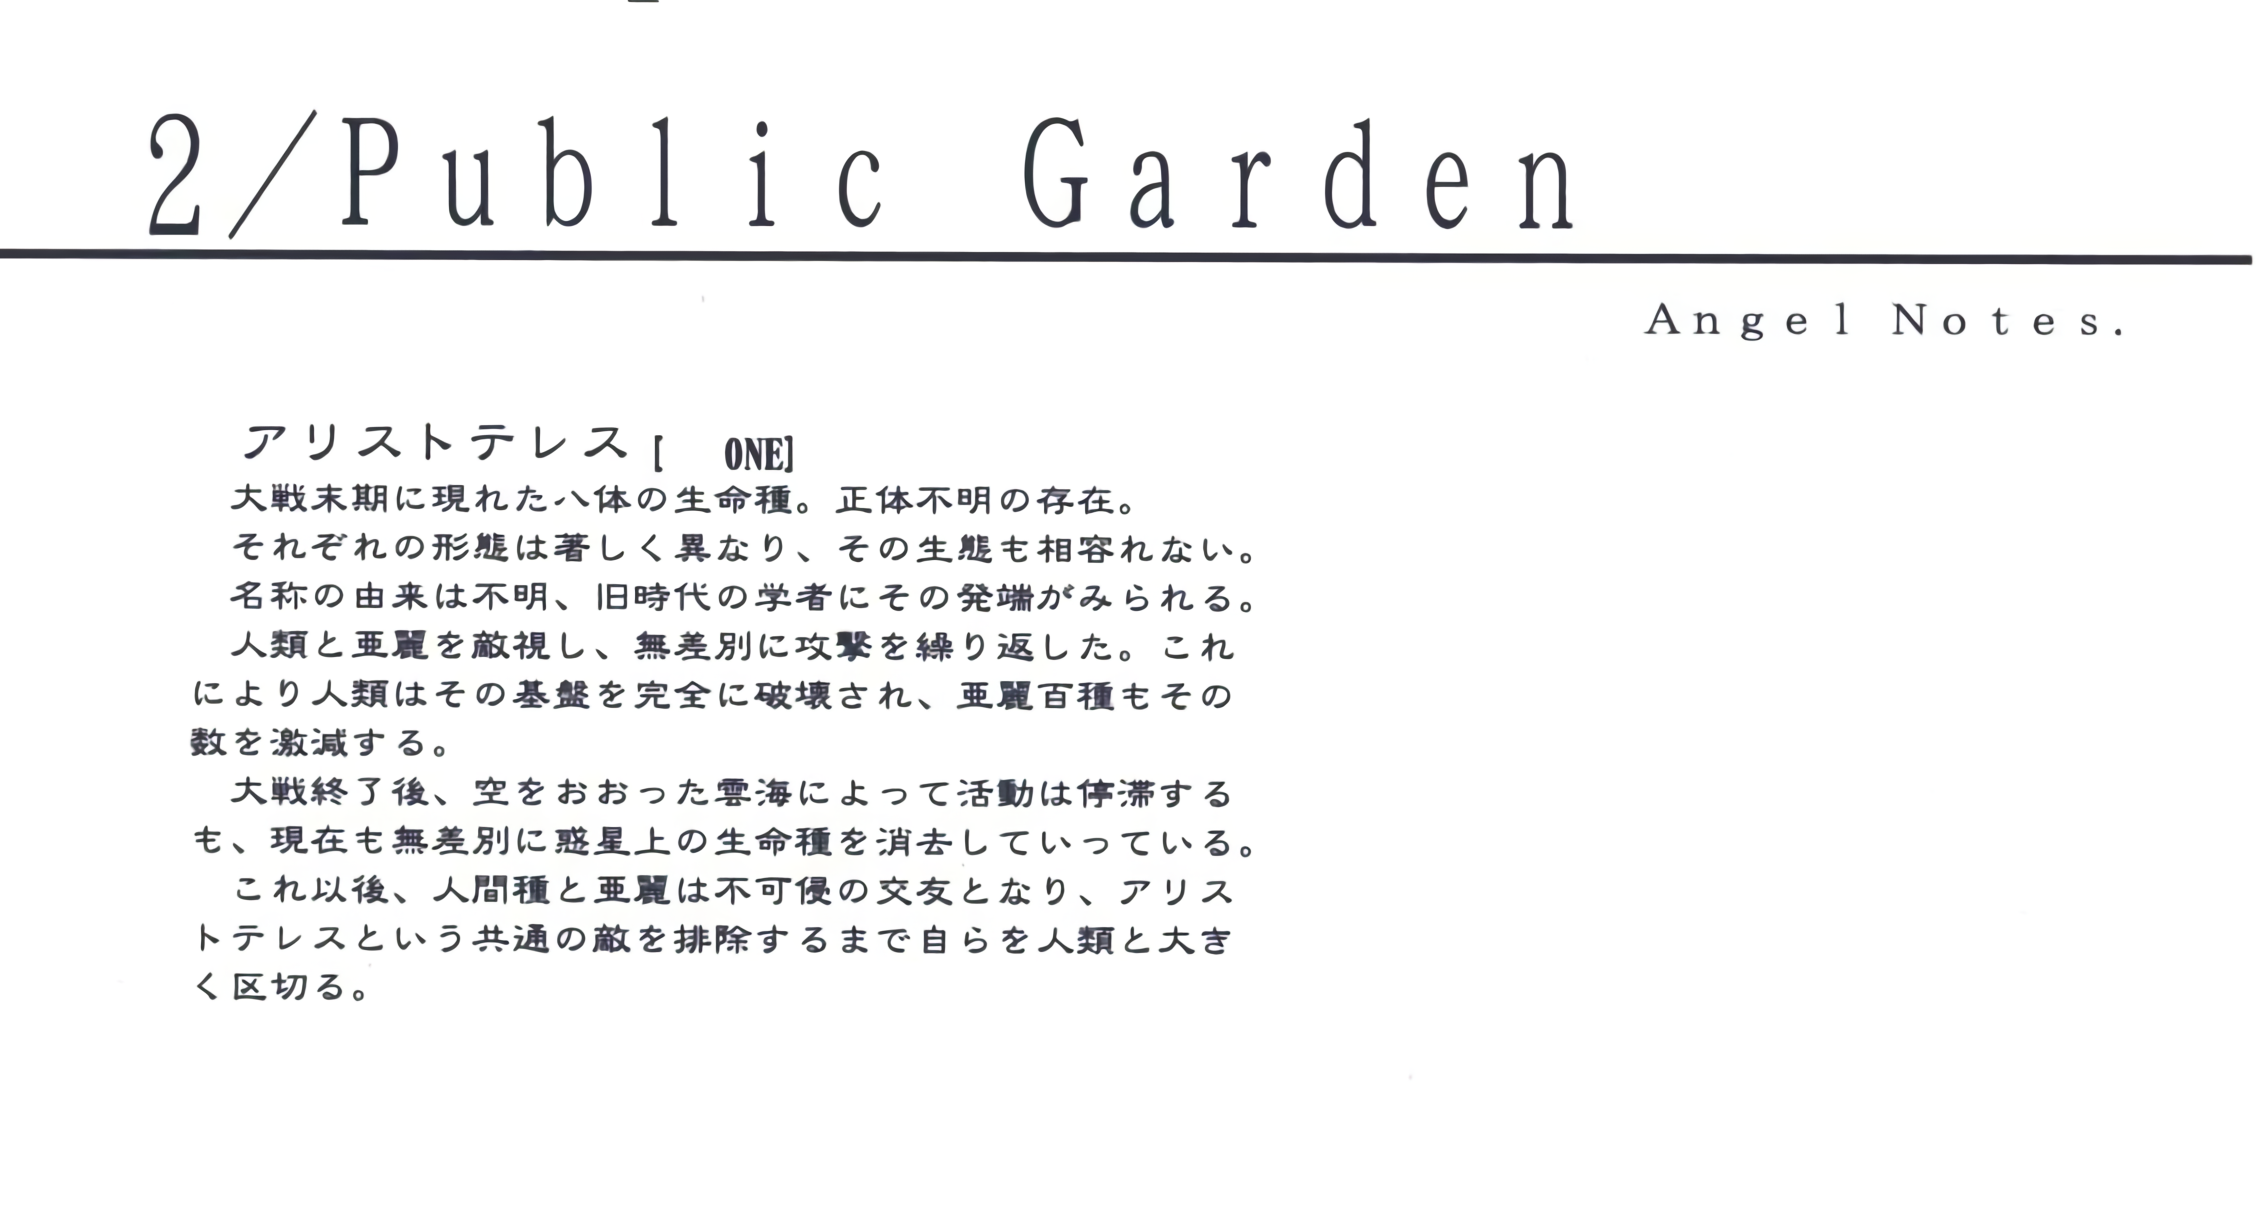 2/Public Garden
Angel Notes.
アリストテレス[ ONE]
大戦末期に現れた八体の生命種。正体不明の存在。
それぞれの形態は著しく異なり、その生態も相容れない。
名称の由来は不明、旧時代の学者にその発端がみられる。
人類と亜麗を敵視し、無差別に攻撃を繰り返した。これ
により人類はその基盤を完全に破壊され、亜麗百種もその
数を激減する。
大戦終了後、空をおおった雲海によって活動は停滞する
も、現在も無差別に惑星上の生命種を消去していっている。
これ以後、人間種と亜麗は不可侵の交友となり、アリス
トテレスという共通の敵を排除するまで自らを人類と大き
く区切る。